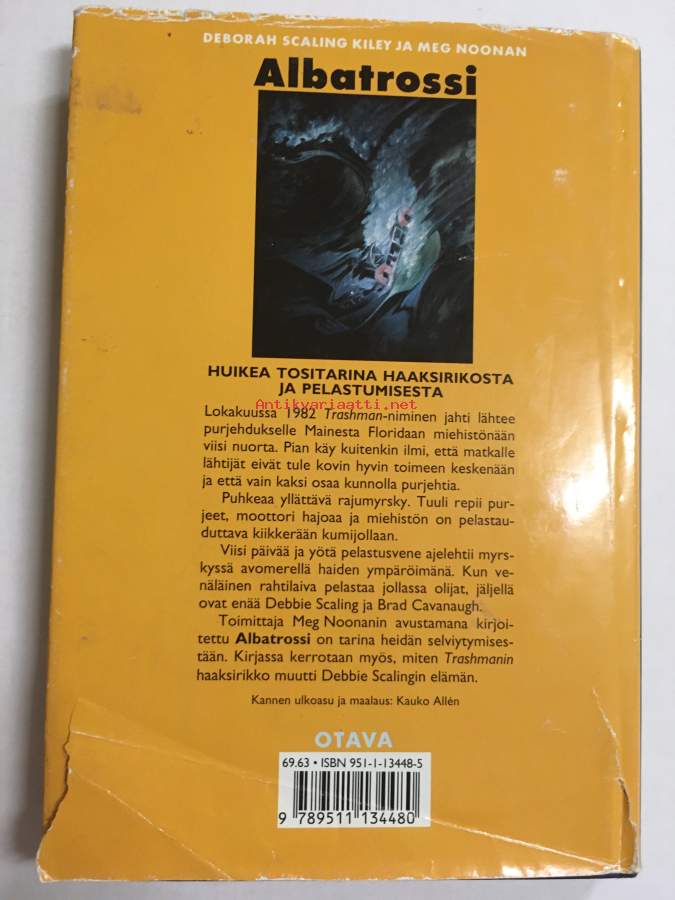 DEBORAH SCALING KILEY JA MEG NOONAN
Albatrossi
HUIKEA TOSITARINA HAAKSIRIKOSTA
JA PELASTUMISESTA
Antikvariaatti.net
Lokakuussa 1982 Trashman-niminen jahti lähtee
purjehdukselle Mainesta Floridaan miehistönään
viisi nuorta. Pian käy kuitenkin ilmi, että matkalle
lähtijät eivät tule kovin hyvin toimeen keskenään
ja että vain kaksi osaa kunnolla purjehtia.
Puhkeaa yllättävä rajumyrsky. Tuuli repii pur-
jeet, moottori hajoaa ja miehistön on pelastau-
duttava kiikkerään kumijollaan.
Viisi päivää ja yötä pelastusvene ajelehtii myrs-
kyssä avomerellä haiden ympäröimänä. Kun ve-
näläinen rahtilaiva pelastaa jollassa olijat, jäljellä
ovat enää Debbie Scaling ja Brad Cavanaugh.
Toimittaja Meg Noonanin avustamana kirjoi-
tettu Albatrossi on tarina heidän selviytymises-
tään. Kirjassa kerrotaan myös, miten Trashmanin
haaksirikko muutti Debbie Scalingin elämän.
Kannen ulkoasu ja maalaus: Kauko Allén
OTAVA
69.63 • ISBN 951-1-13448-5
9 789511 134480